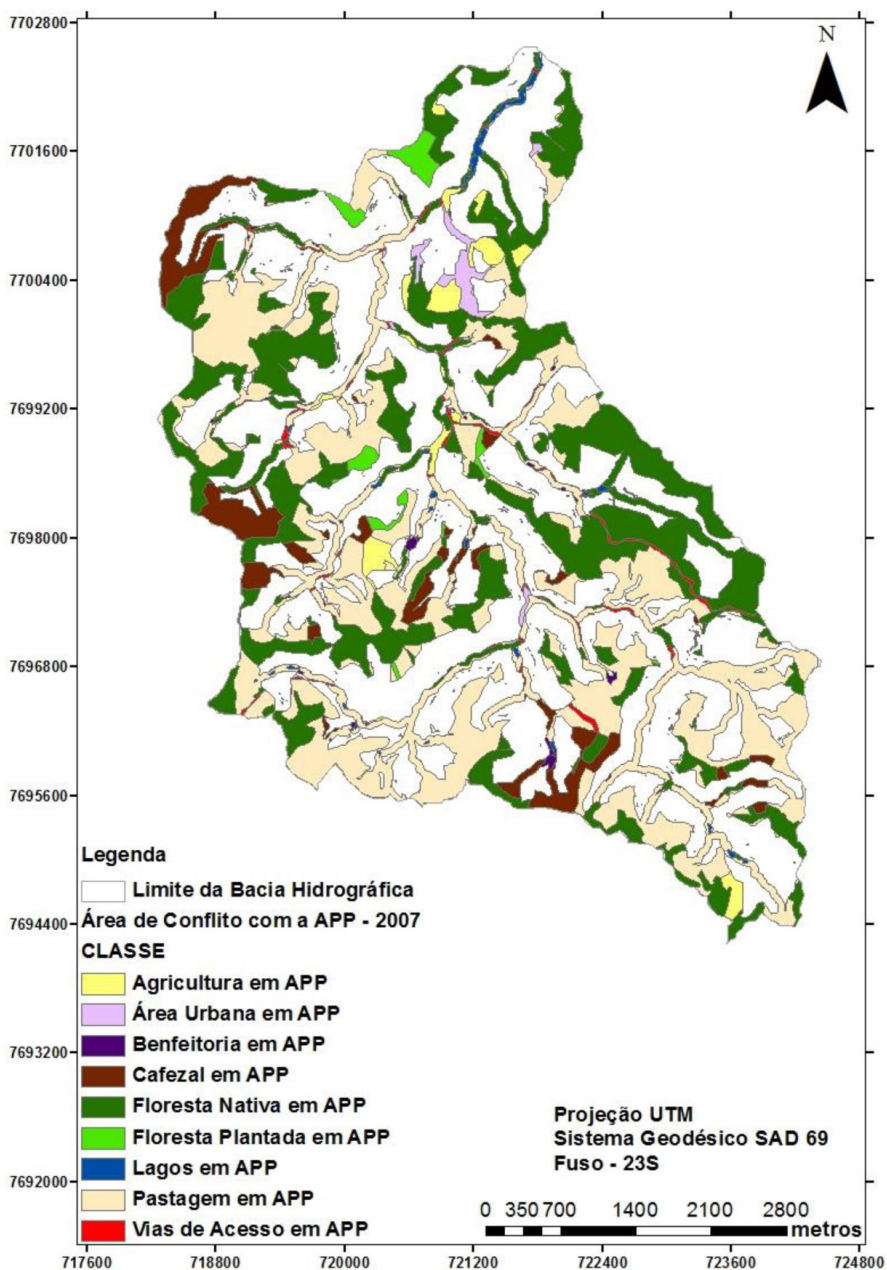 7702800
N
7701600
7700400
7699200
7698000
7696800
7695600
Legenda
Limite da Bacia Hidrográfica
7694400
Área de Conflito com a APP - 2007
CLASSE
Agricultura em APP
Área Urbana em APP
7693200
Benfeitoria em APP
Cafezal em APP
Floresta Nativa em APP
Floresta Plantada em APP
Lagos em APP
7692000
Pastagem em APP
Vias de Acesso em APP
Projeção UTM
Sistema Geodésico SAD 69
Fuso - 23S
0 350 700 1400 2100 2800
metros
717600 718800 720000 721200 722400 723600 724800